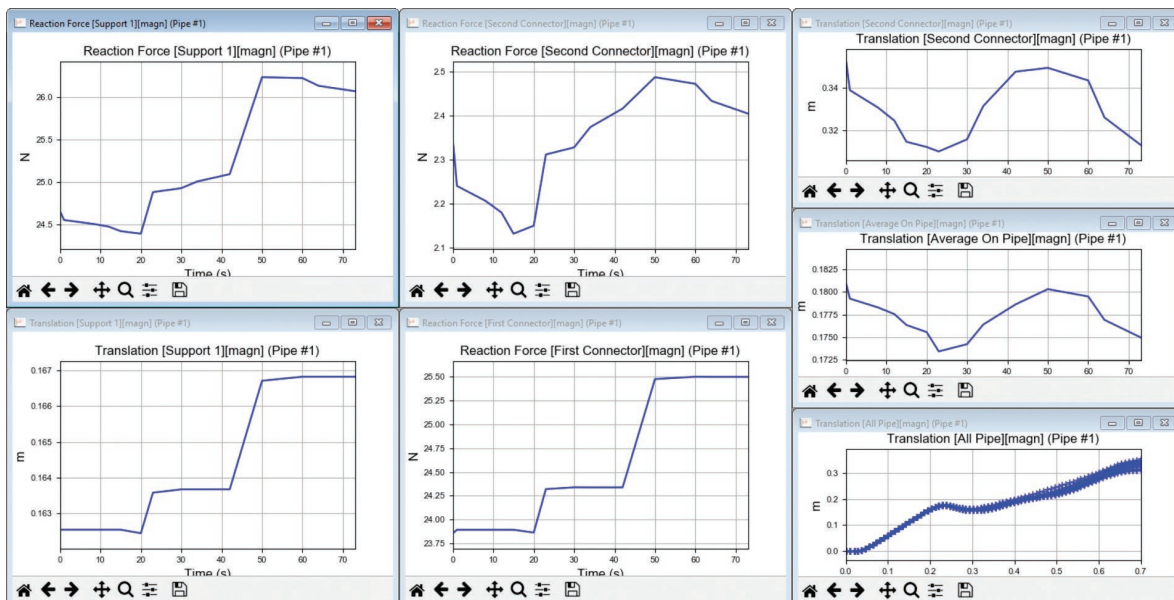 Reaction Force [Support 1][magn] (Pipe #1)
Reaction Force [Support 1][magn] (Pipe #1)
26.0
25.5
25.0
24.5
N
0 10 20 30 40 50 60 70
Time (s)
Reaction Force [Second Connector][magn] (Pipe #1)
Reaction Force [Second Connector][magn] (Pipe #1)
2.5
2.4
2.3
2.2
2.1
N
0 10 20 30 40 50 60 70
Time (s)
Translation [Second Connector][magn] (Pipe #1)
Translation [Second Connector][magn] (Pipe #1)
0.34
0.32
m
0 10 20 30 40 50 60 70
Translation [Average On Pipe][magn] (Pipe #1)
Translation [Average On Pipe][magn] (Pipe #1)
0.1825
0.1800
0.1775
0.1750
0.1725
m
0 10 20 30 40 50 60 70
Translation [Support 1][magn] (Pipe #1)
Translation [Support 1][magn] (Pipe #1)
0.167
0.166
0.165
0.164
0.163
m
0 10 20 30 40 50 60 70
Time (s)
Reaction Force [First Connector][magn] (Pipe #1)
Reaction Force [First Connector][magn] (Pipe #1)
25.50
25.25
25.00
24.75
24.50
24.25
24.00
23.75
N
0 10 20 30 40 50 60 70
Time (s)
Translation [All Pipe][magn] (Pipe #1)
Translation [All Pipe][magn] (Pipe #1)
0.3
0.2
0.1
0.0
m
0.0 0.1 0.2 0.3 0.4 0.5 0.6 0.7